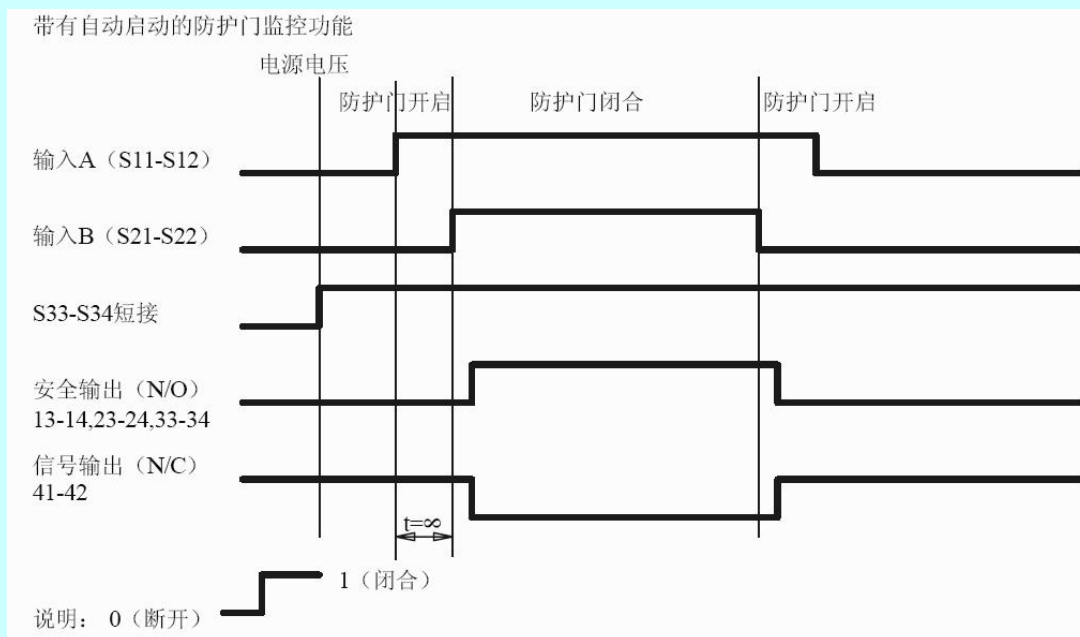 带有自动启动的防护门监控功能
电源电压
防护门开启
防护门闭合
防护门开启
输入A（S11-S12）
输入B（S21-S22）
S33-S34短接
安全输出（N/O）
13-14,23-24,33-34
信号输出（N/C）
41-42
t=∞
1（闭合）
说明： 0（断开）